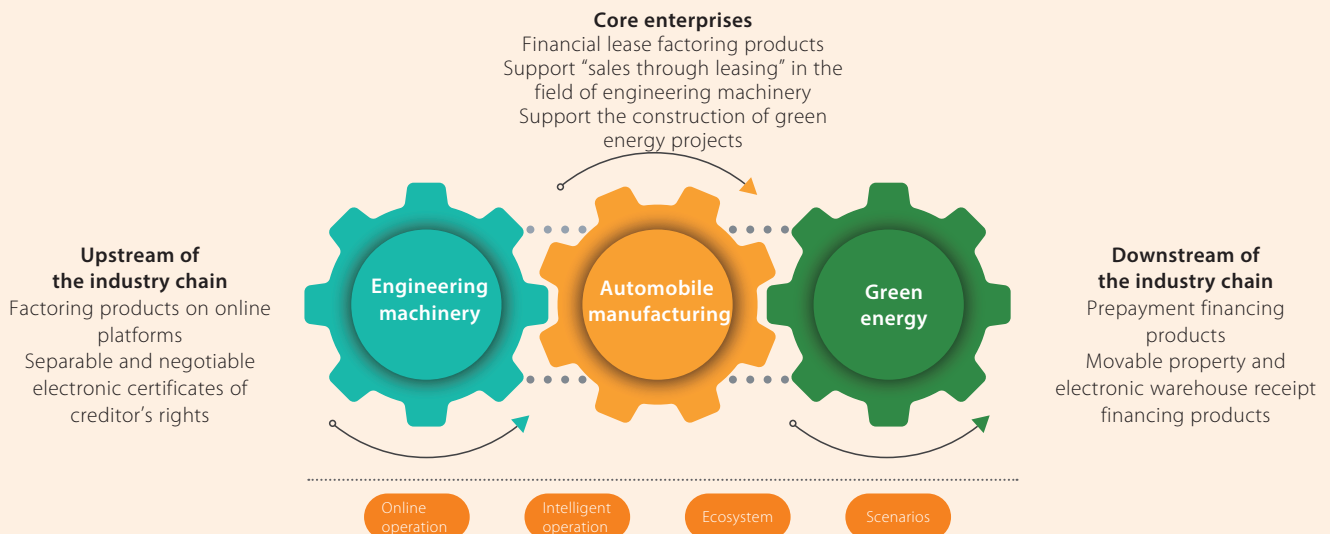 Core enterprises
Financial lease factoring products
Support “sales through leasing” in the
field of engineering machinery
Support the construction of green
energy projects
Upstream of
the industry chain
Factoring products on online
platforms
Separable and negotiable
electronic certificates of
creditor’s rights
Engineering
machinery
Automobile
manufacturing
Green
energy
Downstream of
the industry chain
Prepayment financing
products
Movable property and
electronic warehouse receipt
financing products
Online
operation
Intelligent
operation
Ecosystem
Scenarios